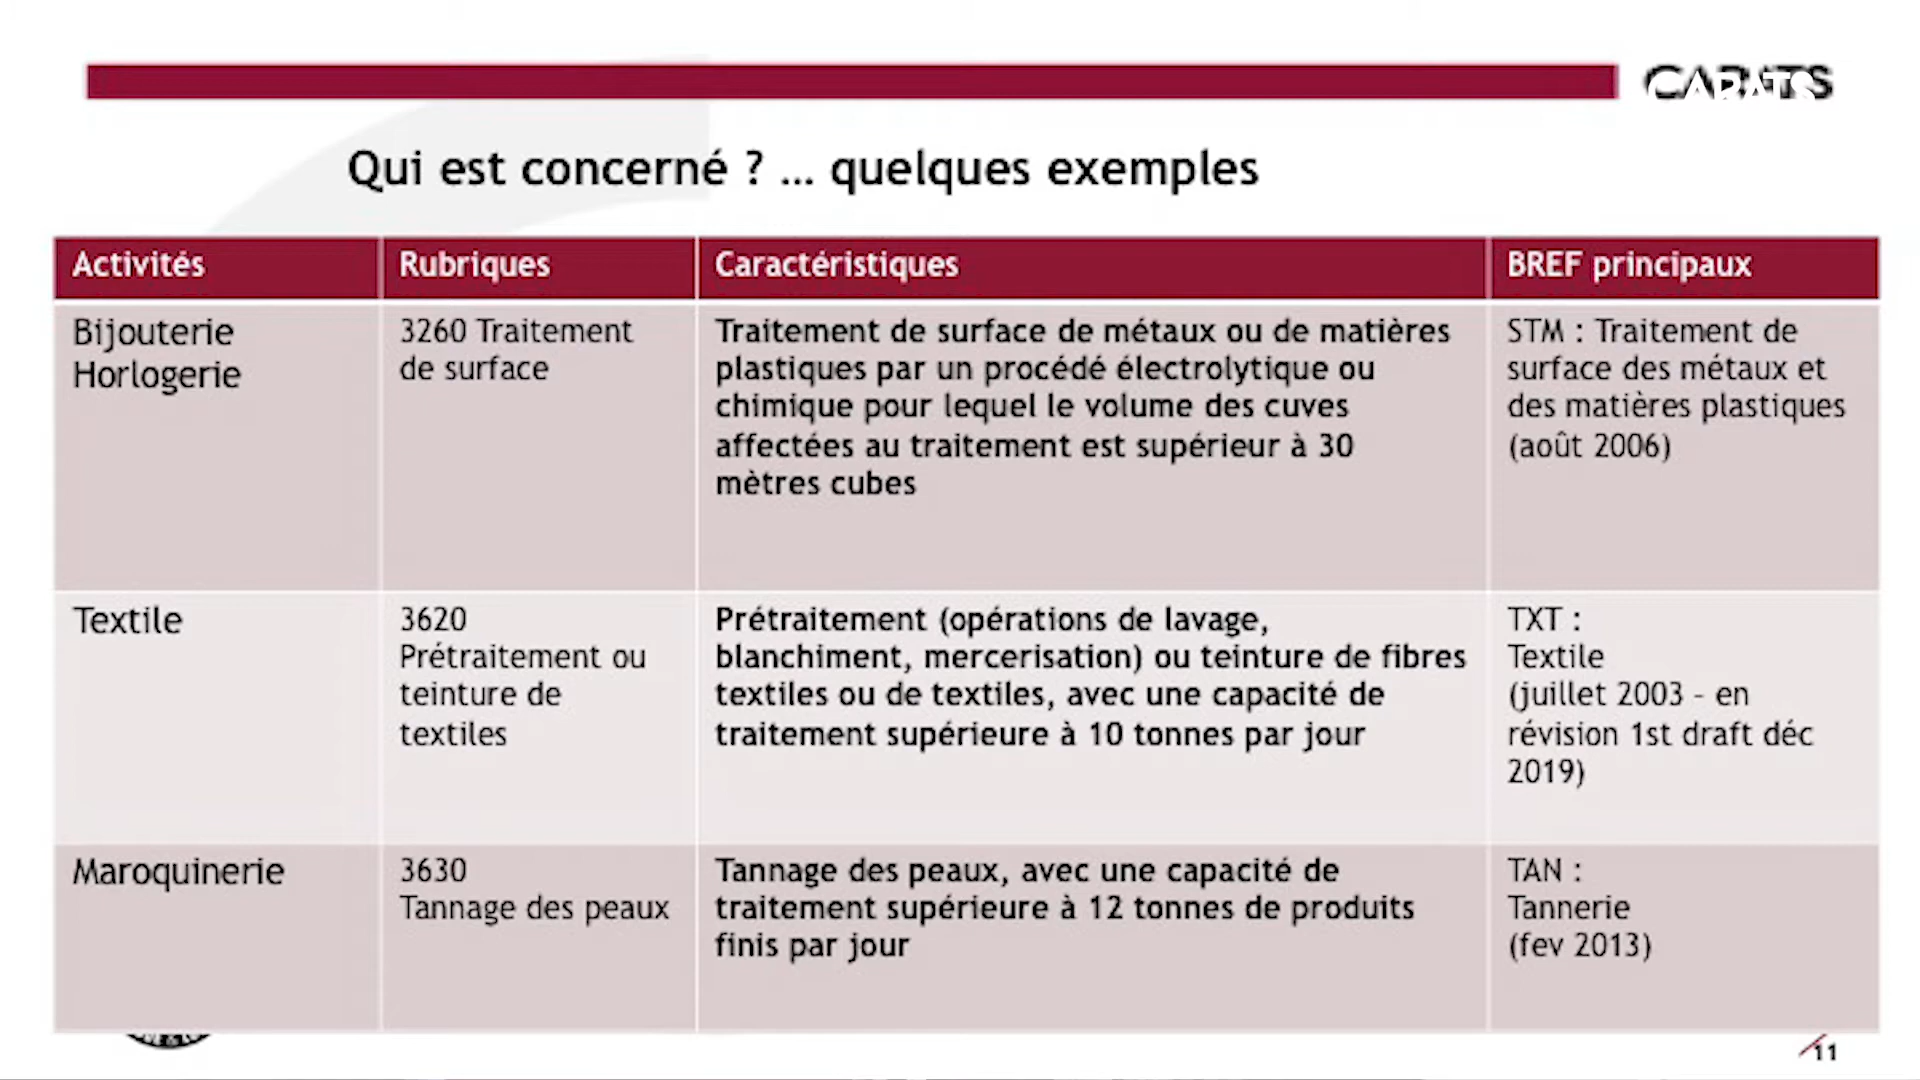 CARATS
Qui est concerné ? ... quelques exemples
Activités
Rubriques
Caractéristiques
BREF principaux
Bijouterie
Horlogerie
3260 Traitement
de surface
Traitement de surface de métaux ou de matières
plastiques par un procédé électrolytique ou
chimique pour lequel le volume des cuves
affectées au traitement est supérieur à 30
mètres cubes
STM : Traitement de
surface des métaux et
des matières plastiques
(août 2006)
Textile
3620
Prétraitement ou
teinture de
textiles
Prétraitement (opérations de lavage,
blanchiment, mercerisation) ou teinture de fibres
textiles ou de textiles, avec une capacité de
traitement supérieure à 10 tonnes par jour
TXT :
Textile
(juillet 2003 – en
révision 1st draft déc
2019)
Maroquinerie
3630
Tannage des peaux
Tannage des peaux, avec une capacité de
traitement supérieure à 12 tonnes de produits
finis par jour
TAN :
Tannerie
(fev 2013)
11